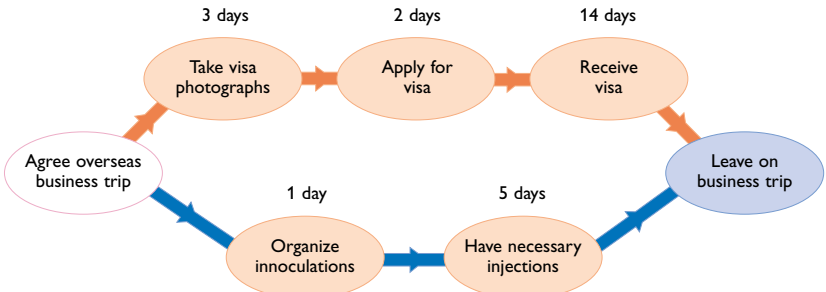 3 days
2 days
14 days
Take visa
photographs
Apply for
visa
Receive
visa
Agree overseas
business trip
Leave on
business trip
1 day
5 days
Organize
innoculations
Have necessary
injections